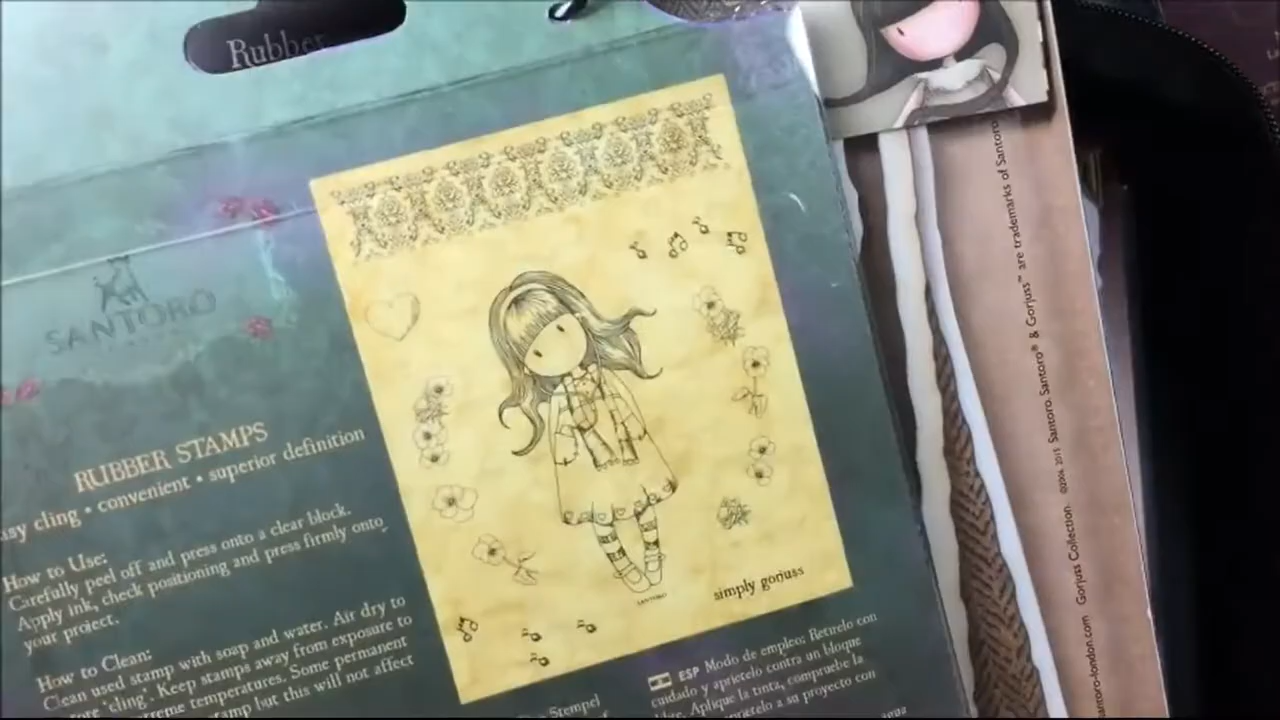 Rubber
SANTORO
RUBBER STAMPS
easy cling • convenient • superior definition
How to Use:
Carefully peel off and press onto a clear block.
Apply ink, check positioning and press firmly onto
your project.
How to Clean:
Clean used stamp with soap and water. Air dry to
'cling'. Keep stamps away from exposure to
temperatures. Some permanent
but this will not affect
simply gorjuss
SANTORO
Stempel
ESP Modo de empleo: Retírelo con
cuidado y apriételo contra un bloque
Aplique la tinta, compruebe la
a su proyecto con
santoro-london.com Gorjuss Collection ©2006, 2015 Santoro. Santoro® & Gorjuss™ are trademarks of Santoro